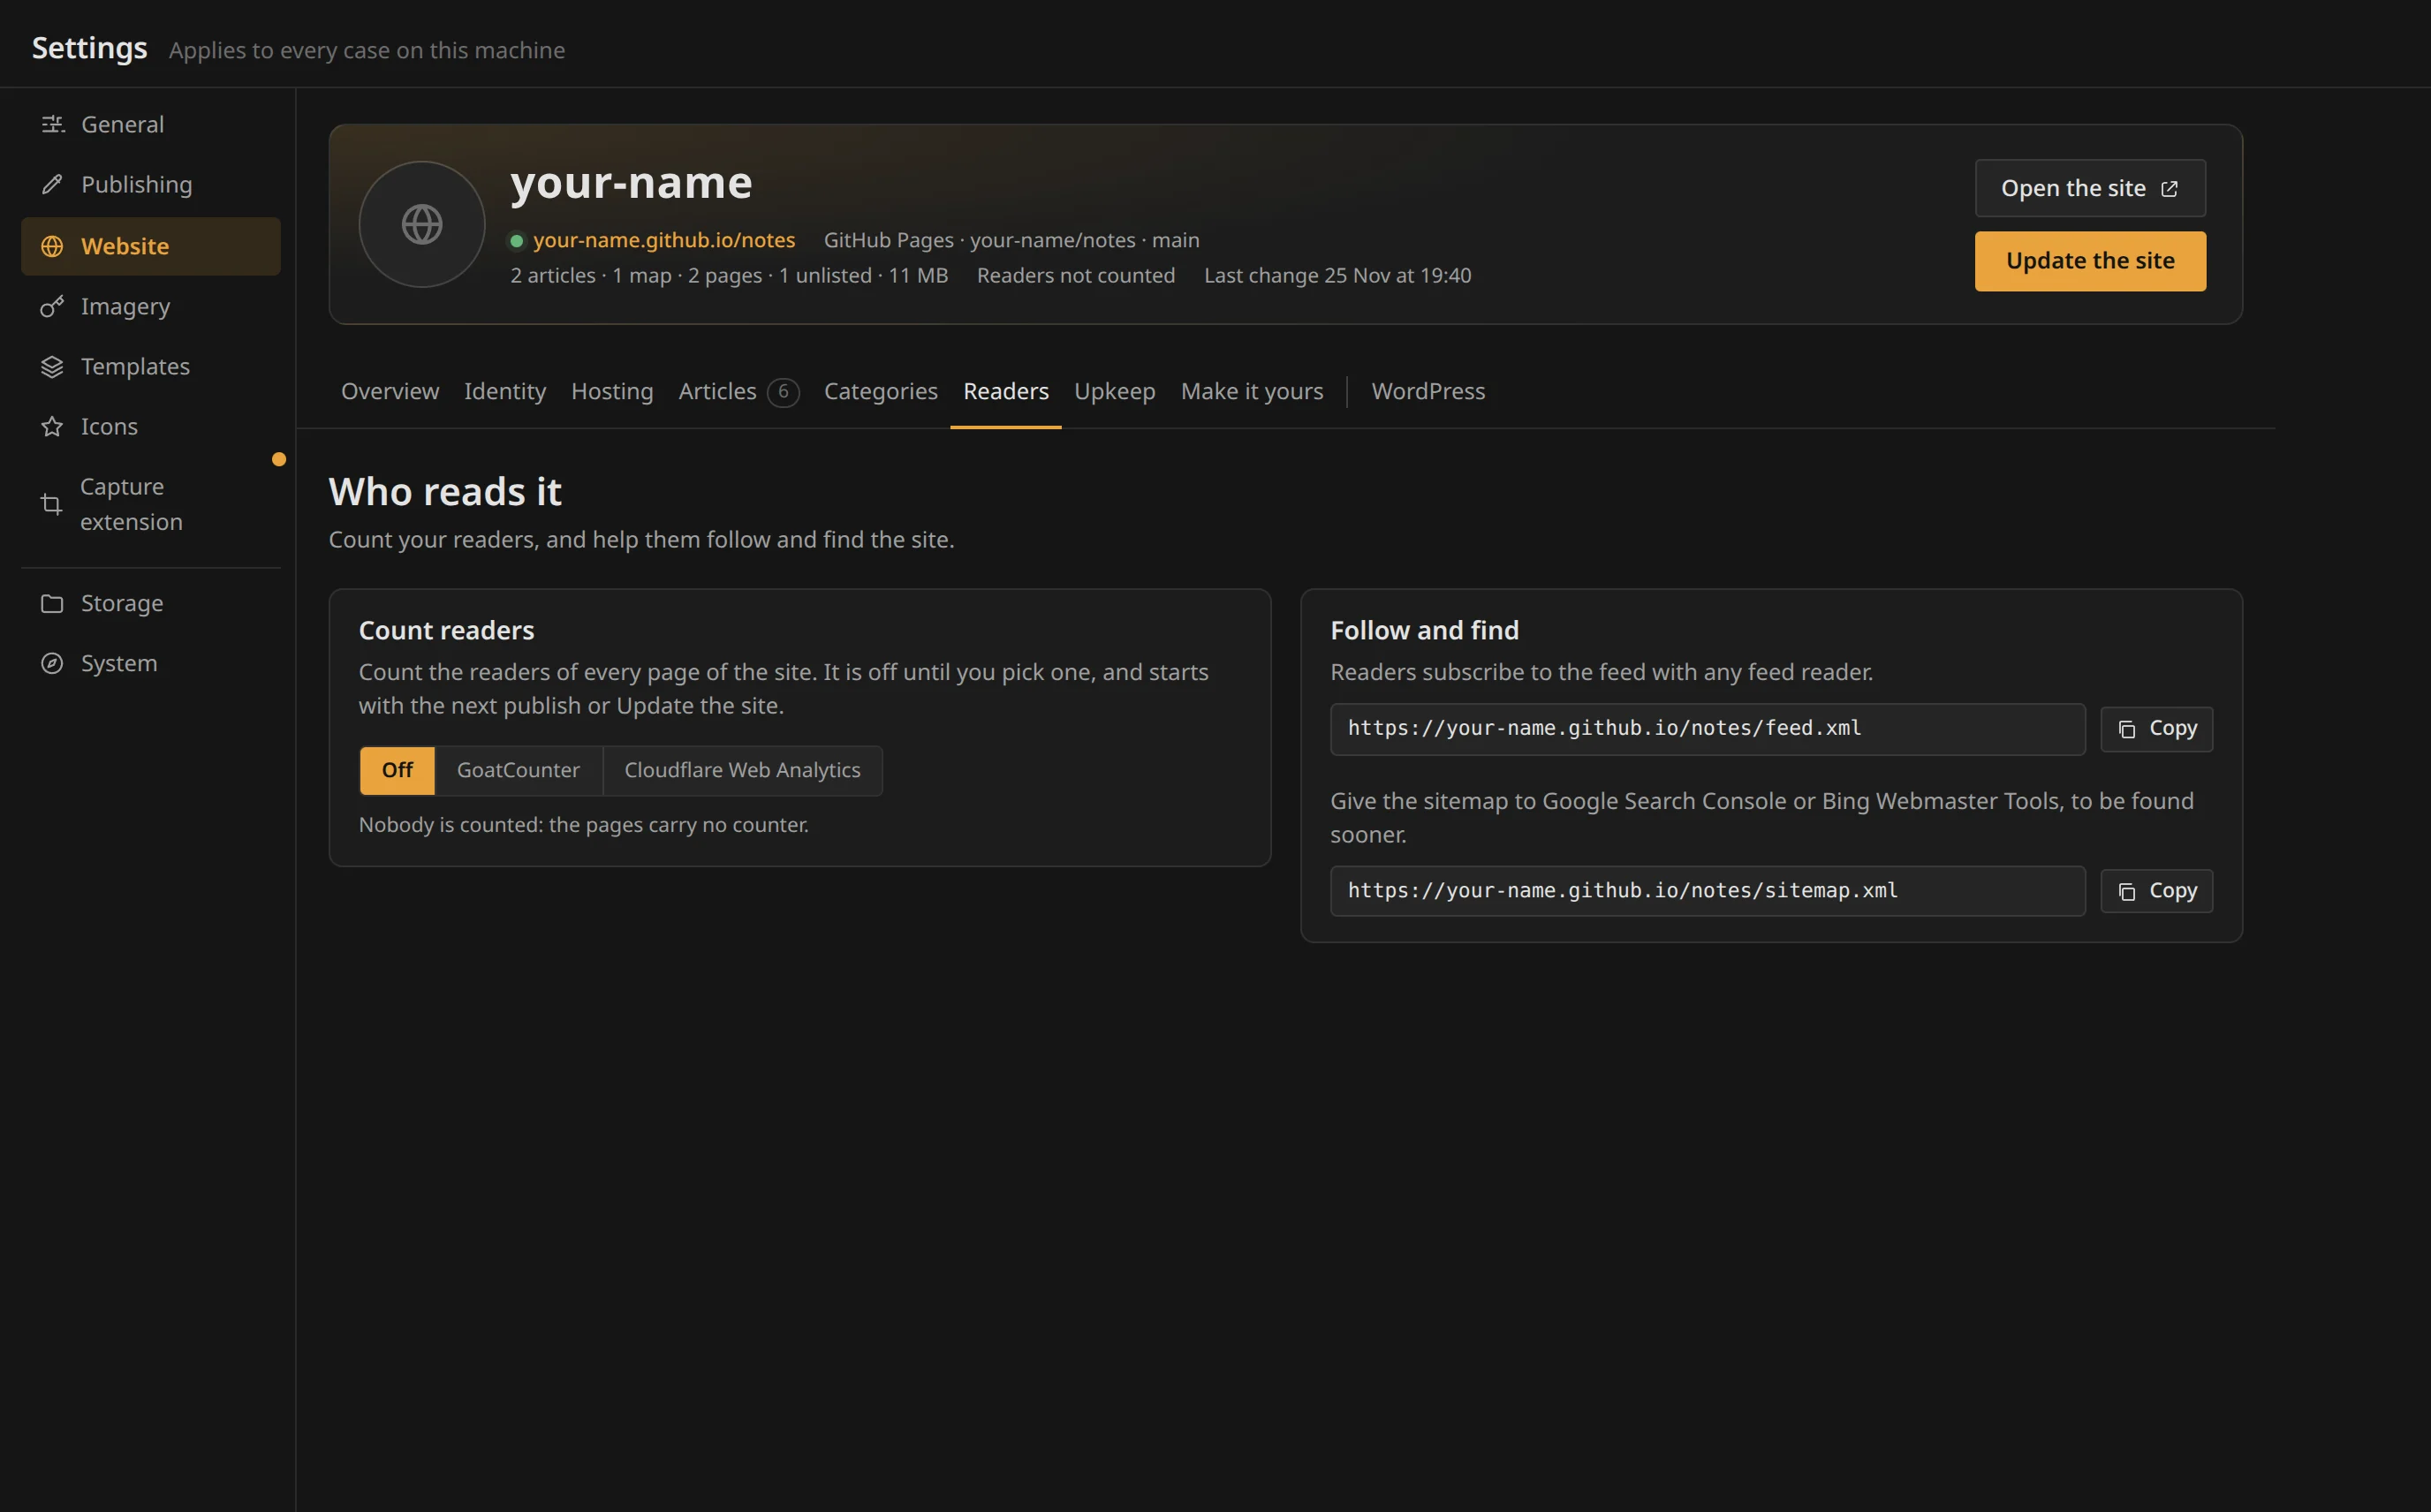 Settings Applies to every case on this machine
General
Publishing
Website
Imagery
Templates
Icons
Capture
extension
Storage
System
your-name
your-name.github.io/notes GitHub Pages · your-name/notes · main
2 articles · 1 map · 2 pages · 1 unlisted · 11 MB Readers not counted Last change 25 Nov at 19:40
Open the site
Update the site
Overview Identity Hosting Articles 6 Categories Readers Upkeep Make it yours WordPress
Who reads it
Count your readers, and help them follow and find the site.
Count readers
Count the readers of every page of the site. It is off until you pick one, and starts
with the next publish or Update the site.
Off GoatCounter Cloudflare Web Analytics
Nobody is counted: the pages carry no counter.
Follow and find
Readers subscribe to the feed with any feed reader.
https://your-name.github.io/notes/feed.xml Copy
Give the sitemap to Google Search Console or Bing Webmaster Tools, to be found
sooner.
https://your-name.github.io/notes/sitemap.xml Copy